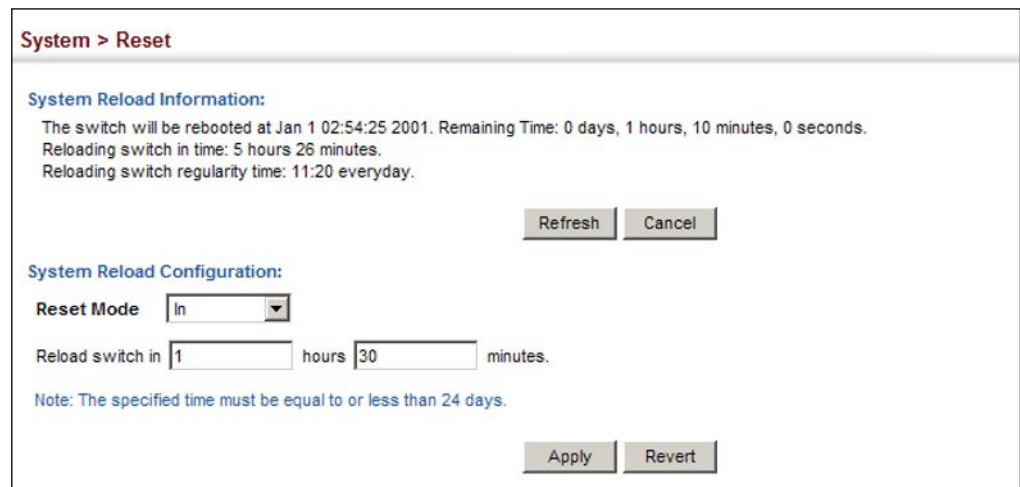 System > Reset
System Reload Information:
The switch will be rebooted at Jan 1 02:54:25 2001. Remaining Time: 0 days, 1 hours, 10 minutes, 0 seconds.
Reloading switch in time: 5 hours 26 minutes.
Reloading switch regularity time: 11:20 everyday.
Refresh Cancel
System Reload Configuration:
Reset Mode In
Reload switch in 1 hours 30 minutes.
Note: The specified time must be equal to or less than 24 days.
Apply Revert